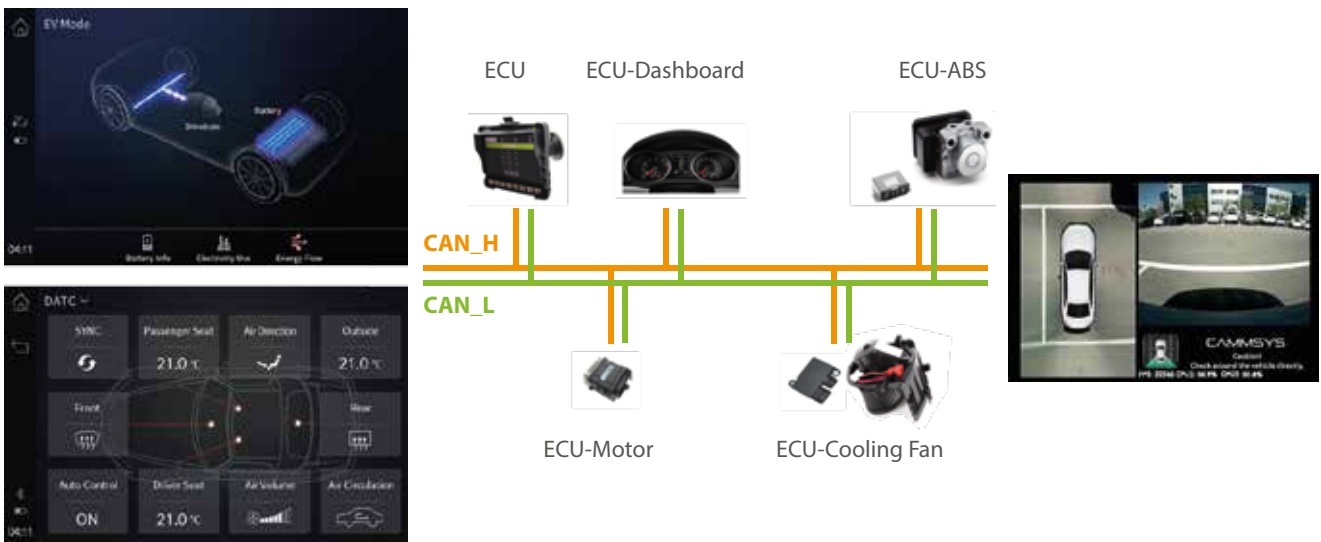 EV Mode
Battery
Drivetrain
04:11
Battery Info
Electricity Use
Energy Flow
DATC
SYNC
Passenger Seat
Air Direction
Outside
21.0 ℃
21.0 ℃
Front
Rear
Auto Control
Driver Seat
Air Volume
Air Circulation
ON
21.0 ℃
04:11
ECU
ECU-Dashboard
ECU-ABS
CAN_H
CAN_L
ECU-Motor
ECU-Cooling Fan
CAMMSYS
Caution!
Check around the vehicle directly.